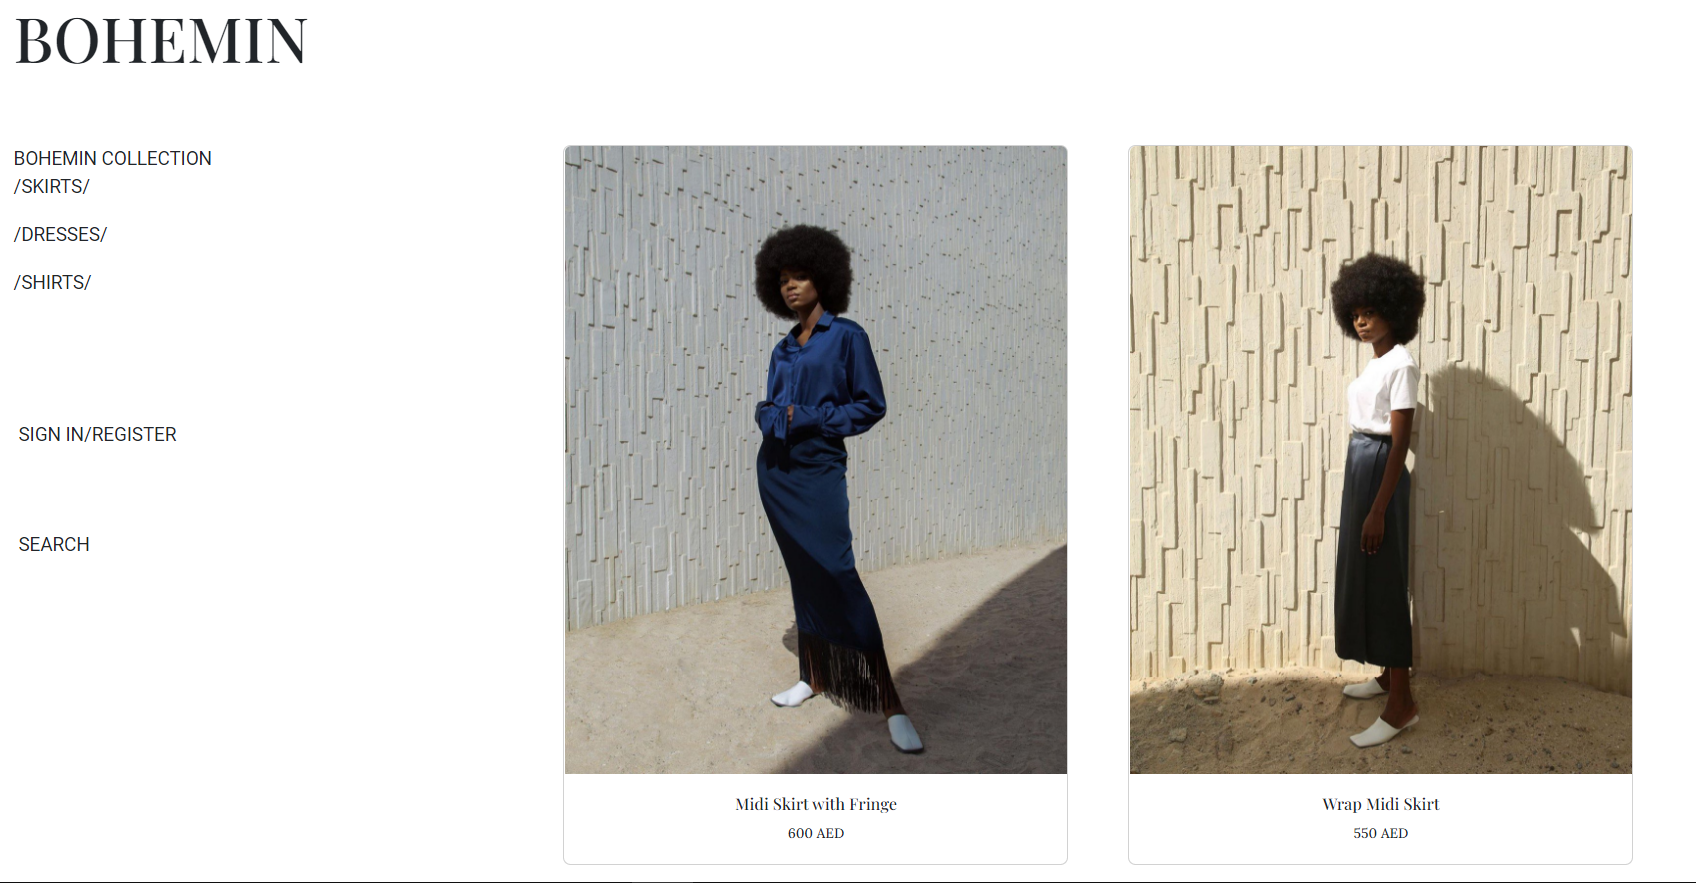 BOHEMIN
BOHEMIN COLLECTION
/SKIRTS/
/DRESSES/
/SHIRTS/
SIGN IN/REGISTER
SEARCH
Midi Skirt with Fringe
600 AED
Wrap Midi Skirt
550 AED